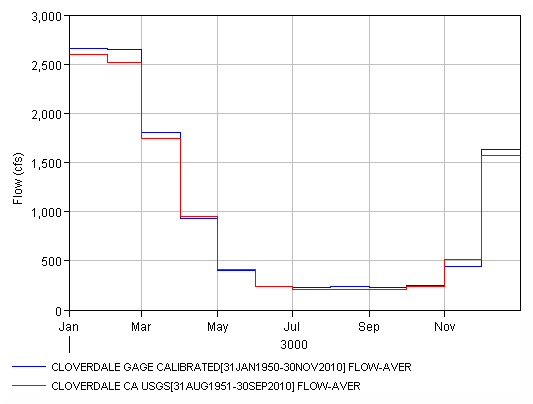 3,000
2,500
2,000
1,500
1,000
500
0
Flow (cfs)
Jan Mar May Jul Sep Nov
3000
CLOVERDALE GAGE CALIBRATED[31JAN1950-30NOV2010] FLOW-AVER
CLOVERDALE CA USGS[31AUG1951-30SEP2010] FLOW-AVER